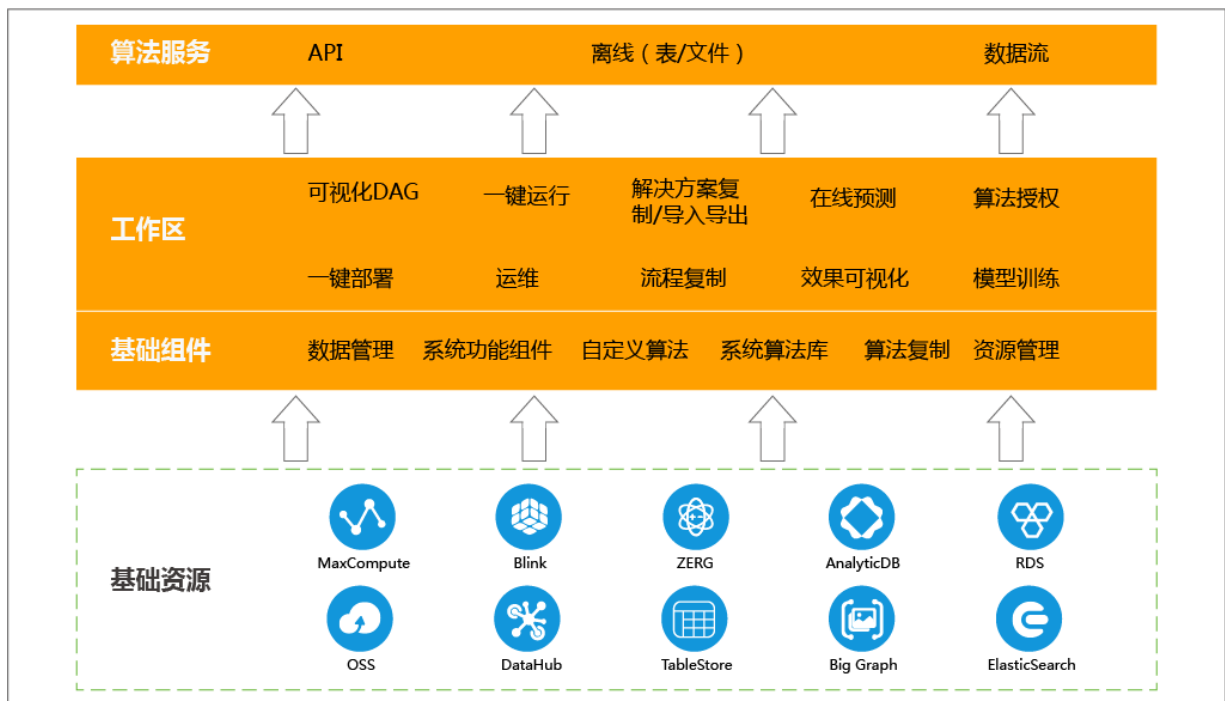 算法服务 API 离线（表/文件） 数据流
可视化DAG 一键运行 解决方案复 在线预测 算法授权
制/导入导出
工作区
一键部署 运维 流程复制 效果可视化 模型训练
基础组件 数据管理 系统功能组件 自定义算法 系统算法库 算法复制 资源管理
MaxCompute Blink ZERG AnalyticDB RDS
基础资源
OSS DataHub TableStore Big Graph ElasticSearch